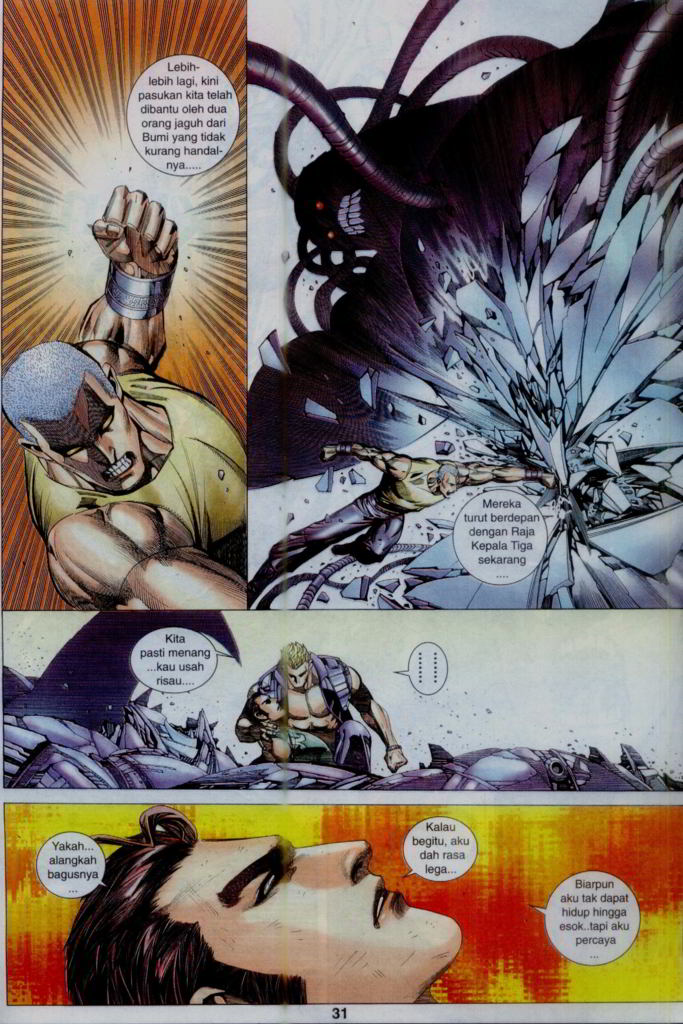 Lebih-
lebih lagi, kini
pasukan kita telah
dibantu oleh dua
orang jaguh dari
Bumi yang tidak
kurang handal-
nya.....
Mereka
turut berdepan
dengan Raja
Kepala Tiga
sekarang
....
Kita
pasti menang
...kau usah
risau....
Yakah...
alangkah
bagusnya
...
Kalau
begitu, aku
dah rasa
lega...
Biarpun
aku tak dapat
hidup hingga
esok..tapi aku
percaya
...
31